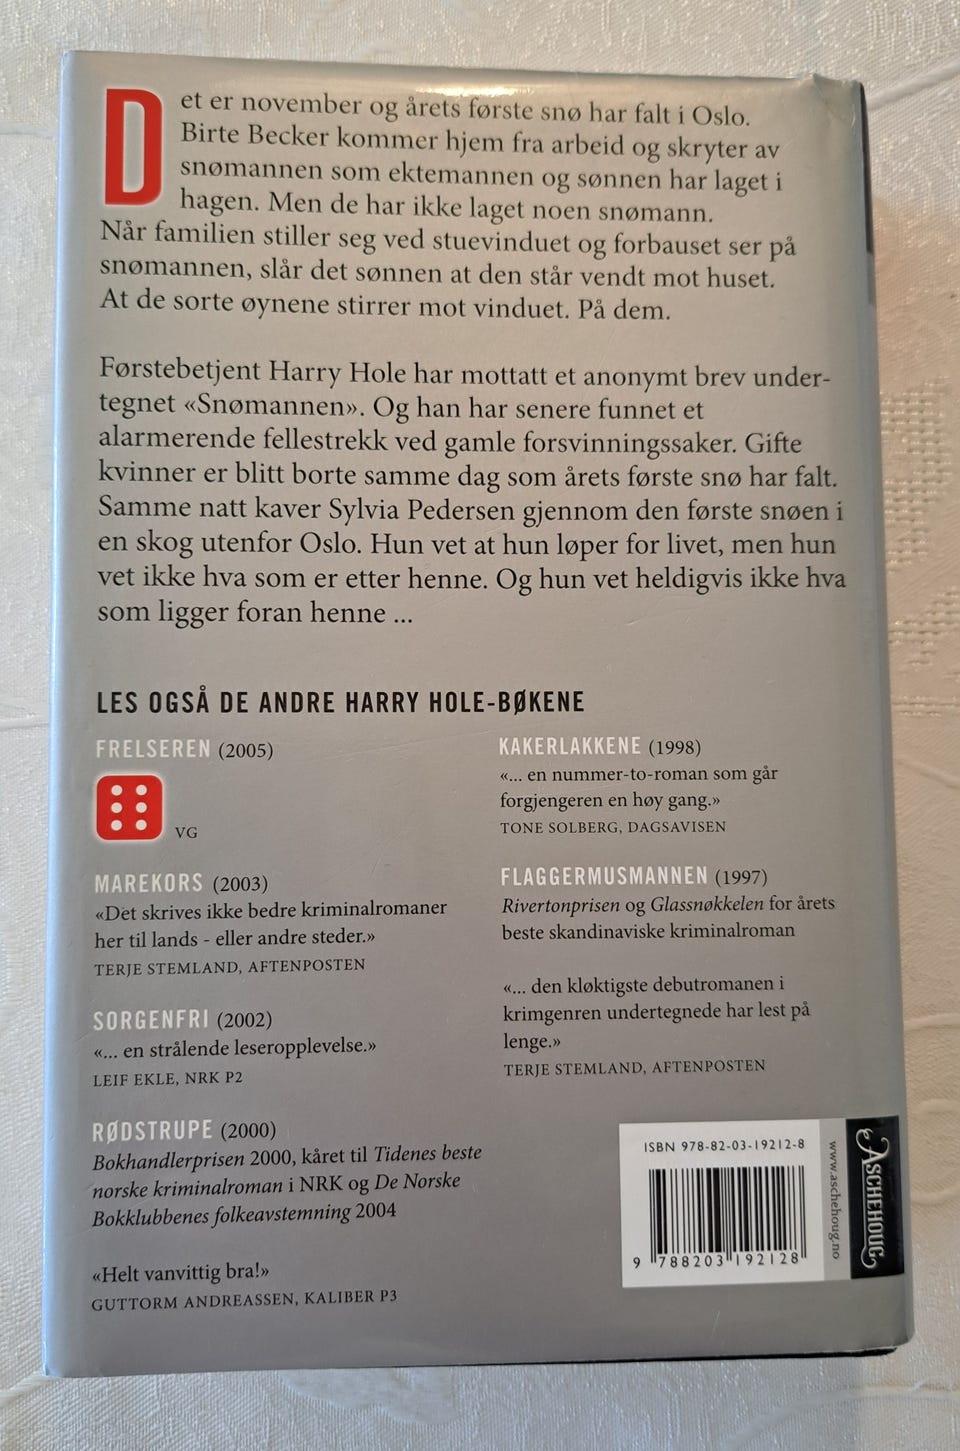 Det er november og årets første snø har falt i Oslo.
Birte Becker kommer hjem fra arbeid og skryter av
snømannen som ektemannen og sønnen har laget i
hagen. Men de har ikke laget noen snømann.
Når familien stiller seg ved stuevinduet og forbauset ser på
snømannen, slår det sønnen at den står vendt mot huset.
At de sorte øynene stirrer mot vinduet. På dem.
Førstebetjent Harry Hole har mottatt et anonymt brev under-
tegnet «Snømannen». Og han har senere funnet et
alarmerende fellestrekk ved gamle forsvinningssaker. Gifte
kvinner er blitt borte samme dag som årets første snø har falt.
Samme natt kaver Sylvia Pedersen gjennom den første snøen i
en skog utenfor Oslo. Hun vet at hun løper for livet, men hun
vet ikke hva som er etter henne. Og hun vet heldigvis ikke hva
som ligger foran henne ...
LES OGSÅ DE ANDRE HARRY HOLE-BØKENE
FRELSEREN (2005)
VG
MAREKORS (2003)
«Det skrives ikke bedre kriminalromaner
her til lands - eller andre steder.»
TERJE STEMLAND, AFTENPOSTEN
SORGENFRI (2002)
«... en strålende leseropplevelse.»
LEIF EKLE, NRK P2
RØDSTRUPE (2000)
Bokhandlerprisen 2000, kåret til Tidenes beste
norske kriminalroman i NRK og De Norske
Bokklubbenes folkeavstemning 2004
«Helt vanvittig bra!»
GUTTORM ANDREASSEN, KALIBER P3
KAKERLAKKENE (1998)
«... en nummer-to-roman som går
forgjengeren en høy gang.»
TONE SOLBERG, DAGSAVISEN
FLAGGERMUSMANNEN (1997)
Rivertonprisen og Glassnøkkelen for årets
beste skandinaviske kriminalroman
«... den kløktigste debutromanen i
krimgenren undertegnede har lest på
lenge.»
TERJE STEMLAND, AFTENPOSTEN
ISBN 978-82-03-19212-8
9 788203 192128
www.aschehoug.no
ASCHEHOUG